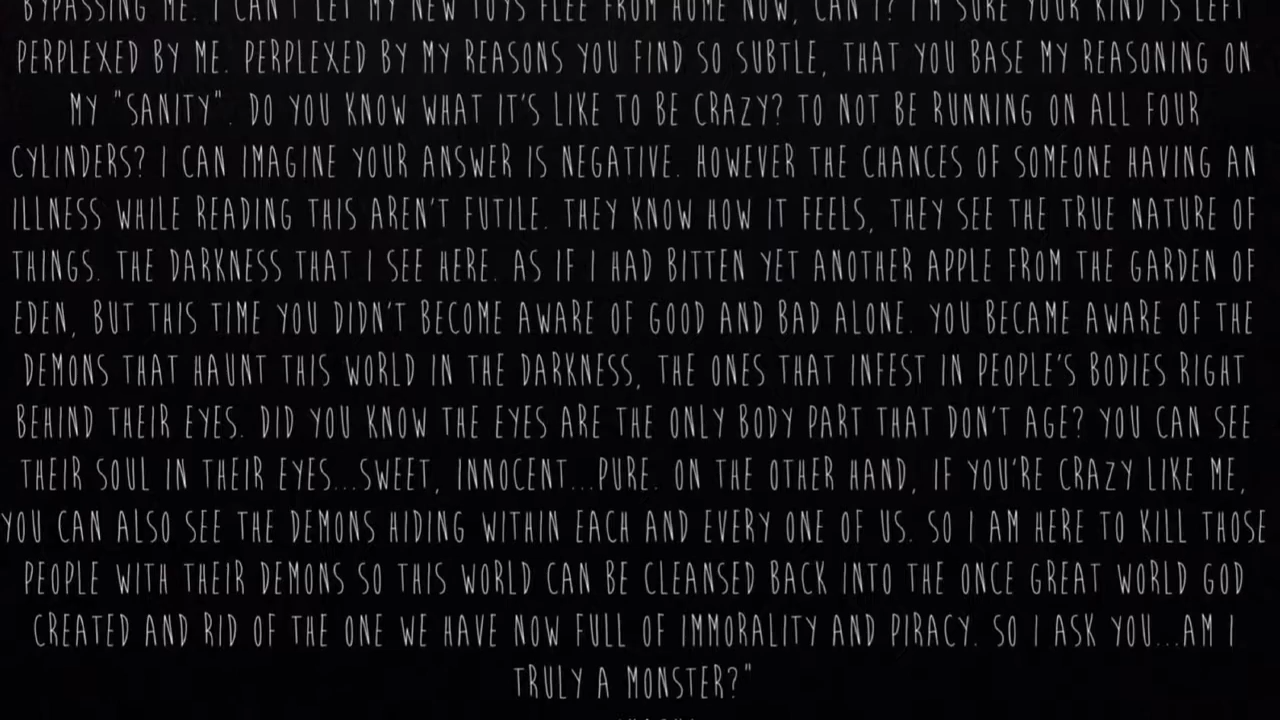 BYPASSING ME. I CAN'T LET MY NEW TOYS FLEE FROM HOME NOW, CAN I? I'M SURE YOUR KIND IS LEFT
PERPLEXED BY ME. PERPLEXED BY MY REASONS YOU FIND SO SUBTLE, THAT YOU BASE MY REASONING ON
MY "SANITY". DO YOU KNOW WHAT IT'S LIKE TO BE CRAZY? TO NOT BE RUNNING ON ALL FOUR
CYLINDERS? I CAN IMAGINE YOUR ANSWER IS NEGATIVE. HOWEVER THE CHANCES OF SOMEONE HAVING AN
ILLNESS WHILE READING THIS AREN'T FUTILE. THEY KNOW HOW IT FEELS, THEY SEE THE TRUE NATURE OF
THINGS. THE DARKNESS THAT I SEE HERE. AS IF I HAD BITTEN YET ANOTHER APPLE FROM THE GARDEN OF
EDEN, BUT THIS TIME YOU DIDN'T BECOME AWARE OF GOOD AND BAD ALONE. YOU BECAME AWARE OF THE
DEMONS THAT HAUNT THIS WORLD IN THE DARKNESS, THE ONES THAT INFEST IN PEOPLE'S BODIES RIGHT
BEHIND THEIR EYES. DID YOU KNOW THE EYES ARE THE ONLY BODY PART THAT DON'T AGE? YOU CAN SEE
THEIR SOUL IN THEIR EYES...SWEET, INNOCENT...PURE. ON THE OTHER HAND, IF YOU'RE CRAZY LIKE ME,
YOU CAN ALSO SEE THE DEMONS HIDING WITHIN EACH AND EVERY ONE OF US. SO I AM HERE TO KILL THOSE
PEOPLE WITH THEIR DEMONS SO THIS WORLD CAN BE CLEANSED BACK INTO THE ONCE GREAT WORLD GOD
CREATED AND RID OF THE ONE WE HAVE NOW FULL OF IMMORALITY AND PIRACY. SO I ASK YOU...AM I
TRULY A MONSTER?"